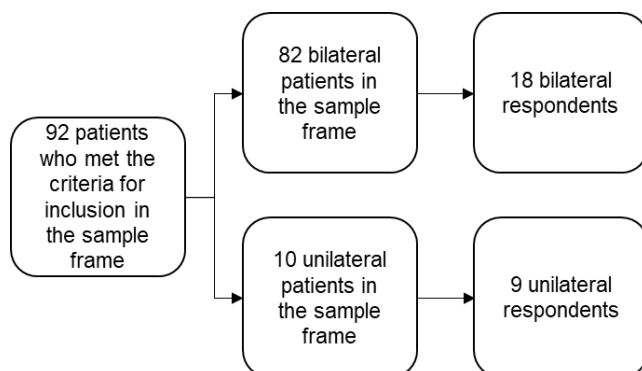 92 patients
who met the
criteria for
inclusion in
the sample
frame
82 bilateral
patients in
the sample
frame
18 bilateral
respondents
10 unilateral
patients in
the sample
frame
9 unilateral
respondents